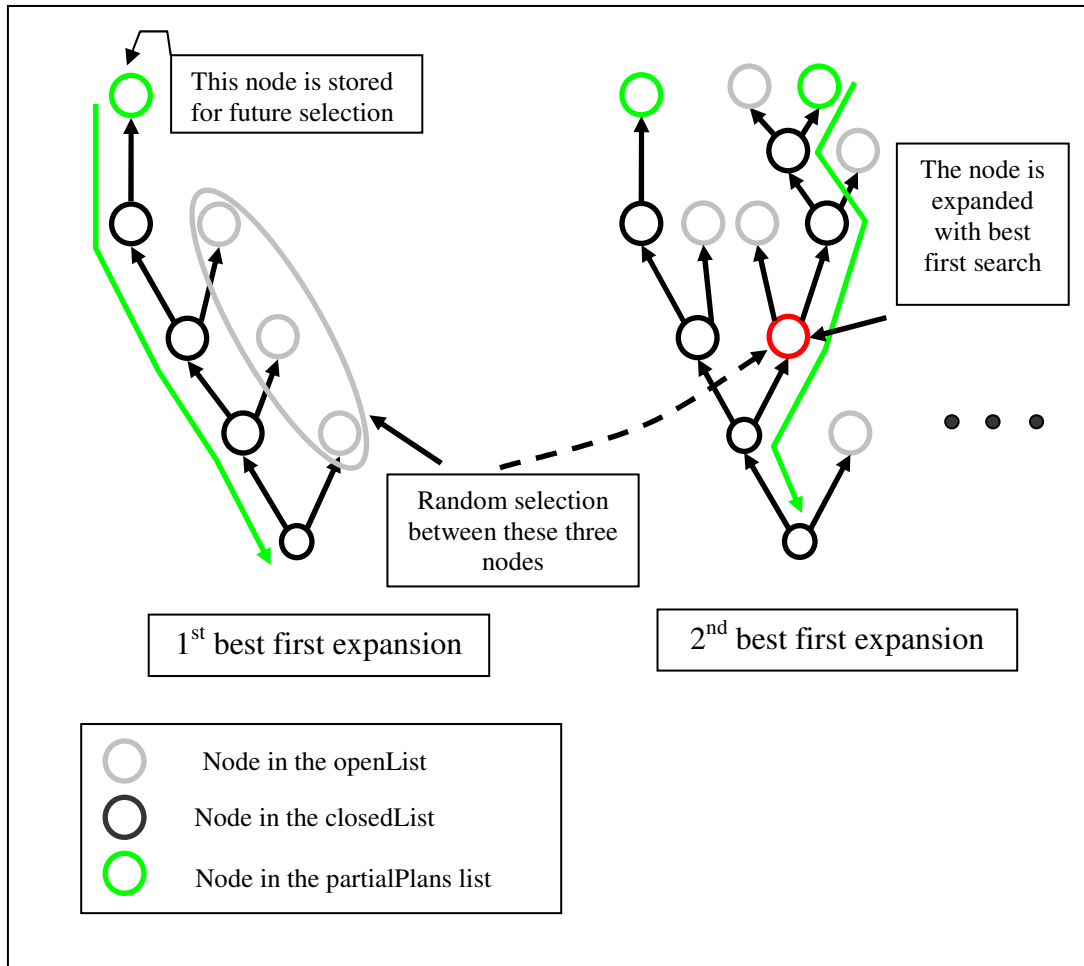 This node is stored
for future selection
The node is
expanded
with best
first search
Random selection
between these three
nodes
1st best first expansion
2nd best first expansion
Node in the openList
Node in the closedList
Node in the partialPlans list